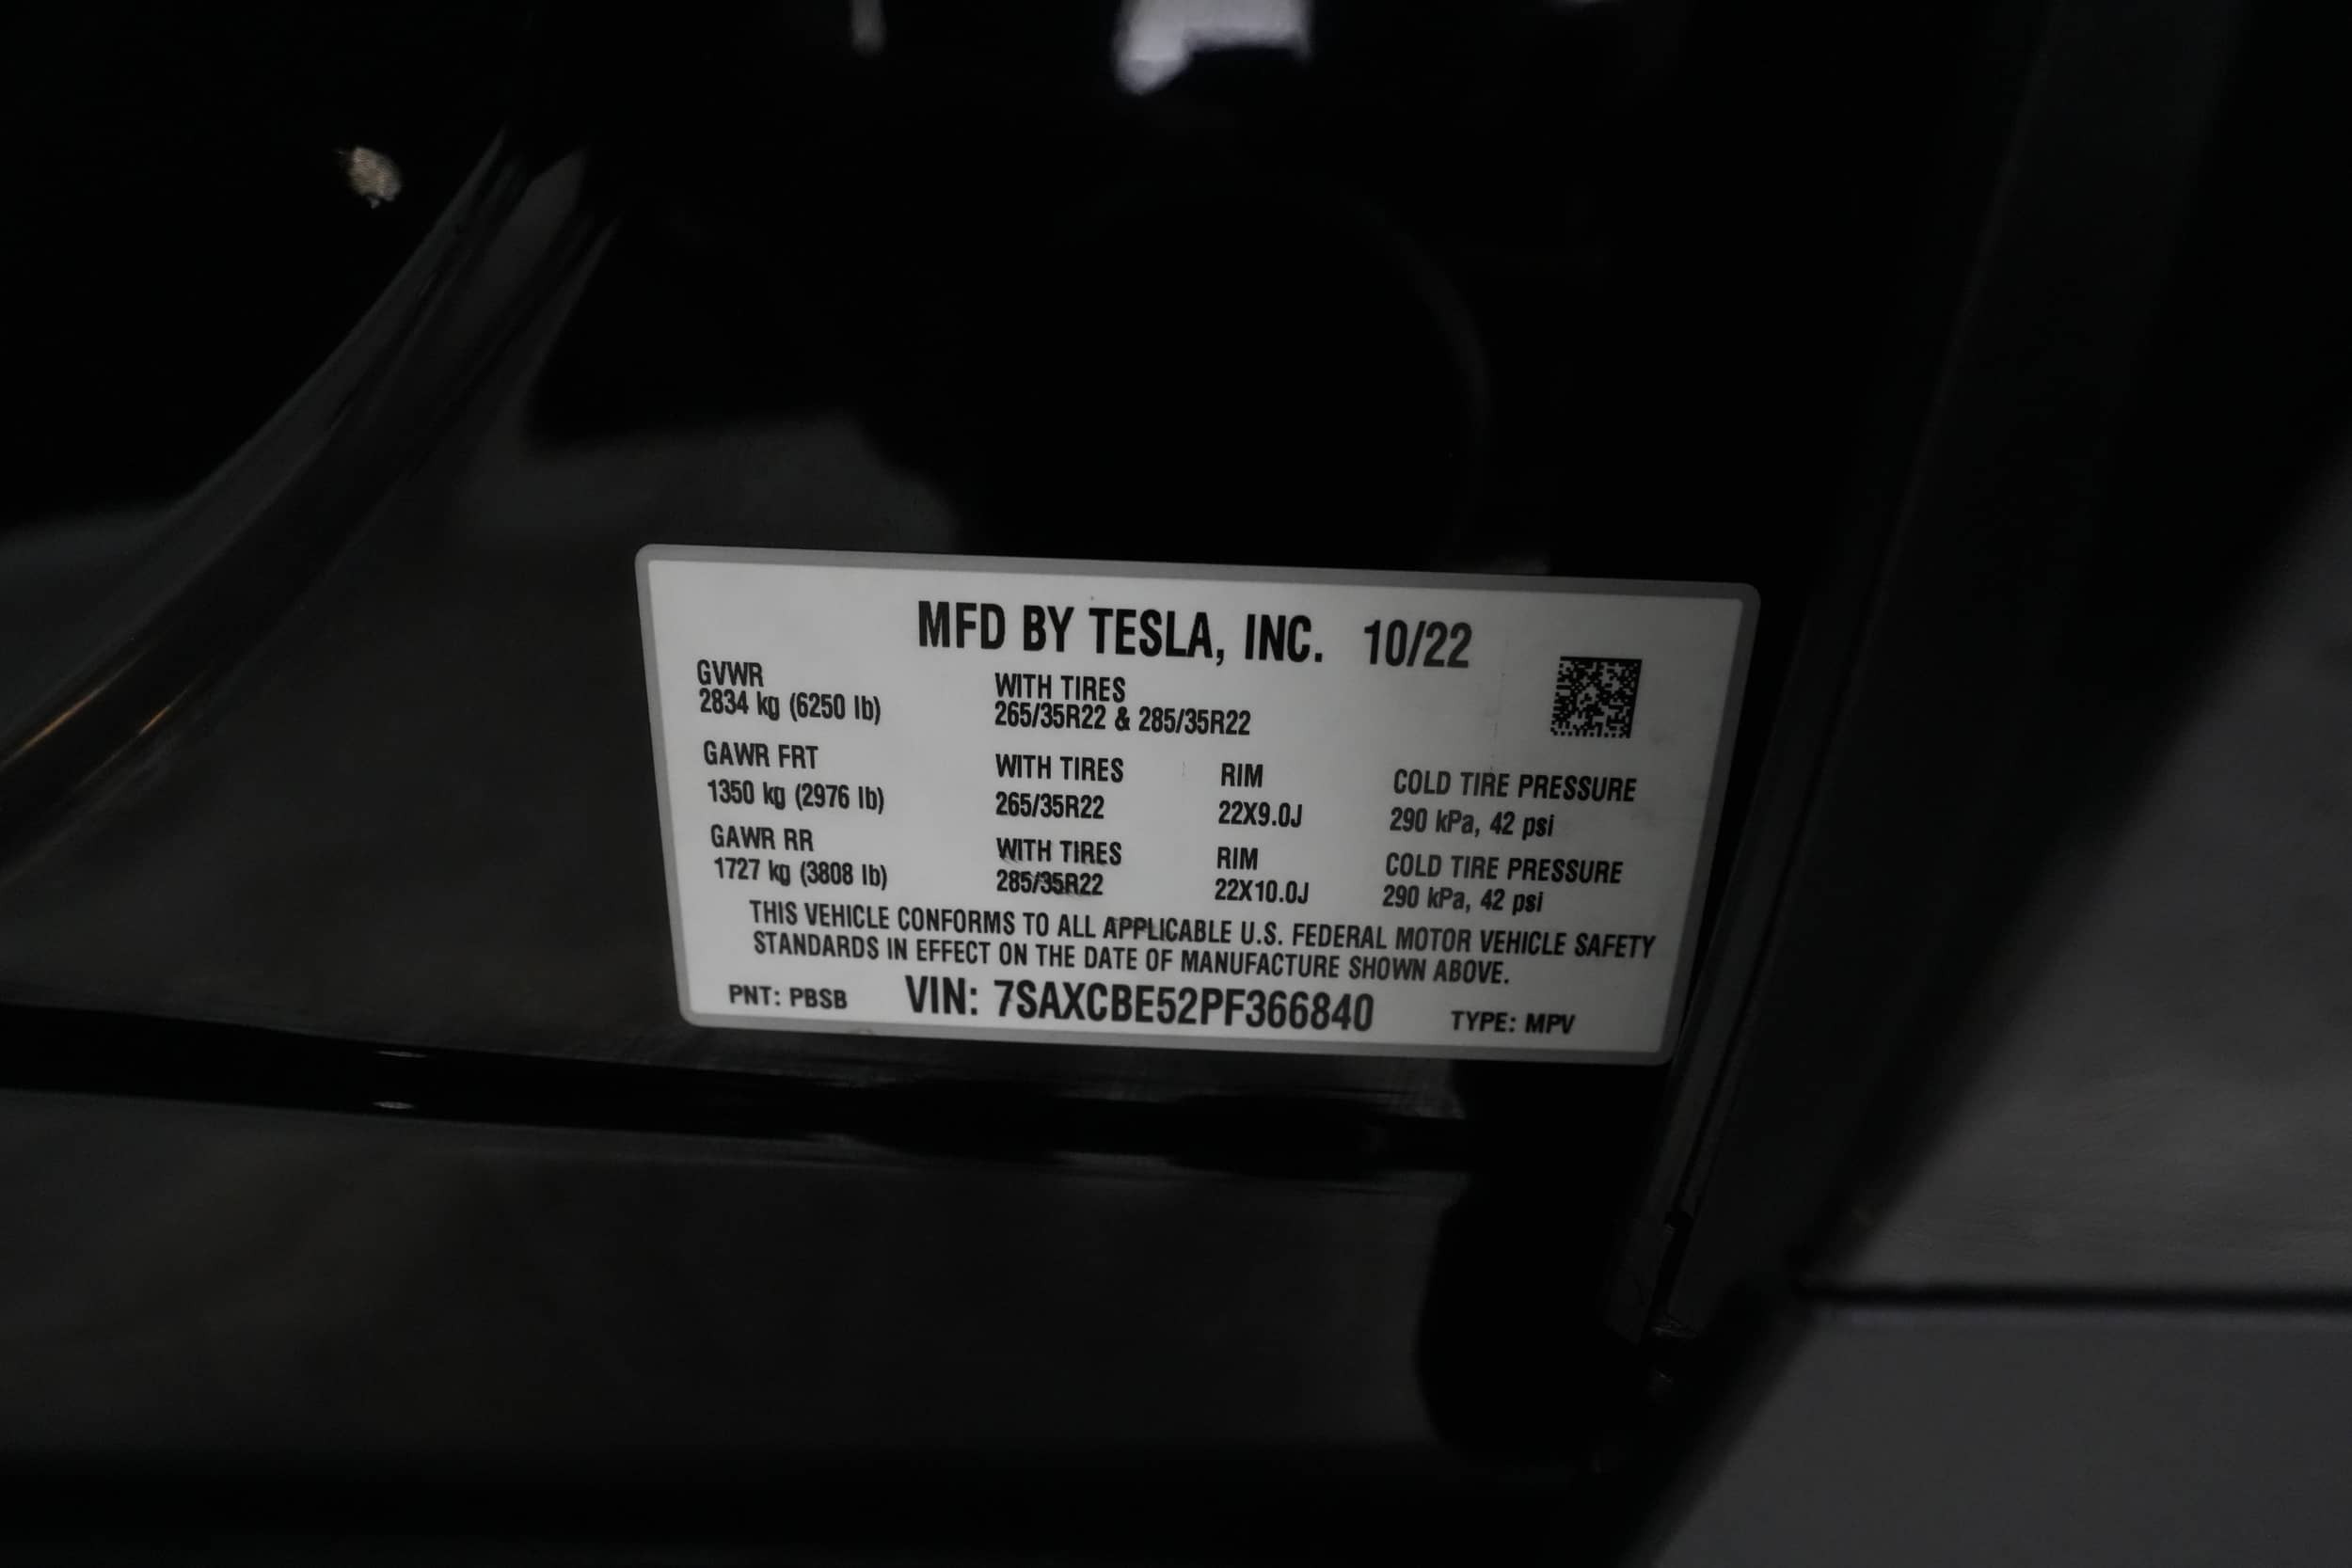 MFD BY TESLA, INC. 10/22
GVWR WITH TIRES
2834 kg (6250 lb) 265/35R22 & 285/35R22
GAWR FRT WITH TIRES RIM COLD TIRE PRESSURE
1350 kg (2976 lb) 265/35R22 22X9.0J 290 kPa, 42 psi
GAWR RR WITH TIRES RIM COLD TIRE PRESSURE
1727 kg (3808 lb) 285/35R22 22X10.0J 290 kPa, 42 psi
THIS VEHICLE CONFORMS TO ALL APPLICABLE U.S. FEDERAL MOTOR VEHICLE SAFETY
STANDARDS IN EFFECT ON THE DATE OF MANUFACTURE SHOWN ABOVE.
PNT: PBSB VIN: 7SAXCBE52PF366840 TYPE: MPV